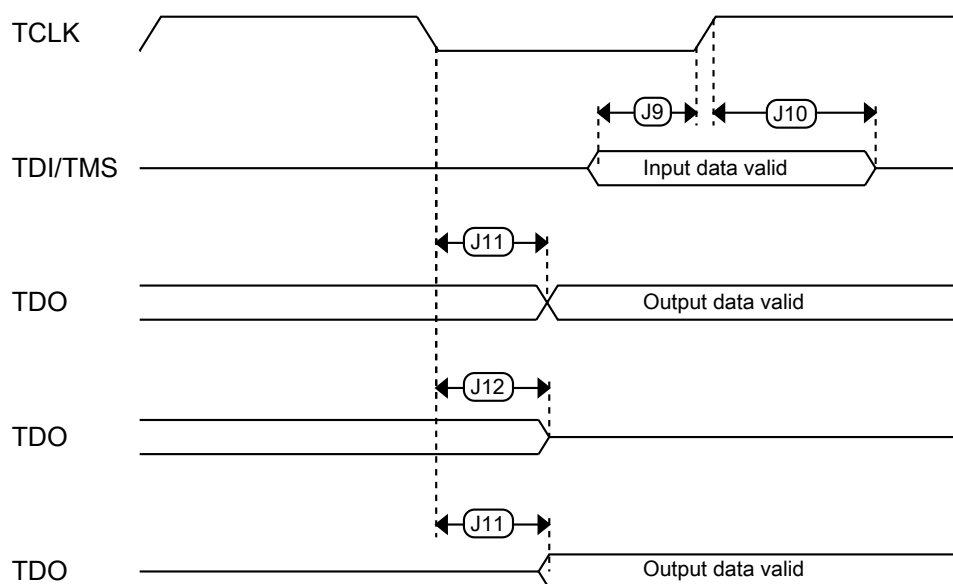 TCLK
J9
J10
TDI/TMS
Input data valid
J11
TDO
Output data valid
J12
TDO
J11
TDO
Output data valid